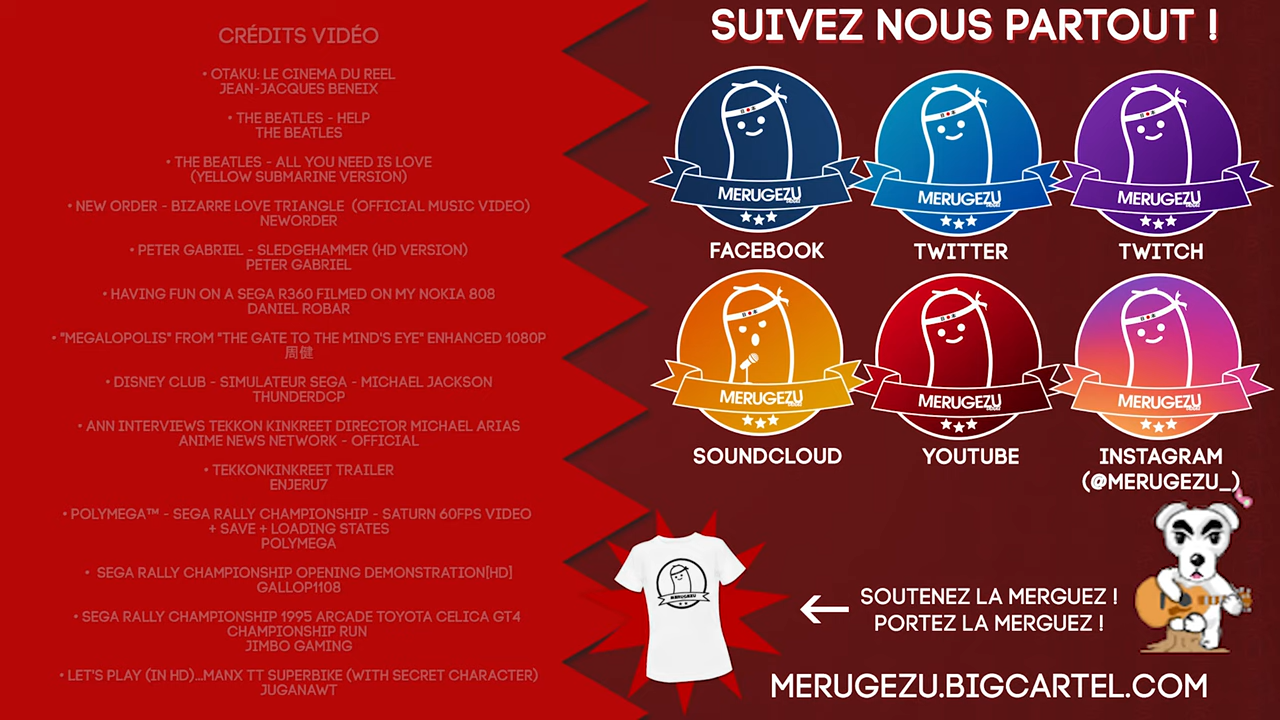 CRÉDITS VIDÉO
• OTAKU: LE CINEMA DU REEL
JEAN-JACQUES BENEIX
• THE BEATLES - HELP
THE BEATLES
• THE BEATLES - ALL YOU NEED IS LOVE
(YELLOW SUBMARINE VERSION)
• NEW ORDER - BIZARRE LOVE TRIANGLE (OFFICIAL MUSIC VIDEO)
NEWORDER
• PETER GABRIEL - SLEDGEHAMMER (HD VERSION)
PETER GABRIEL
• HAVING FUN ON A SEGA R360 FILMED ON MY NOKIA 808
DANIEL ROBAR
• "MEGALOPOLIS" FROM "THE GATE TO THE MIND'S EYE" ENHANCED 1080P
周健
• DISNEY CLUB - SIMULATEUR SEGA - MICHAEL JACKSON
THUNDERDCP
• ANN INTERVIEWS TEKKON KINKREET DIRECTOR MICHAEL ARIAS
ANIME NEWS NETWORK - OFFICIAL
• TEKKONKINKREET TRAILER
ENJERU7
• POLYMEGA™ - SEGA RALLY CHAMPIONSHIP - SATURN 60FPS VIDEO
+ SAVE + LOADING STATES
POLYMEGA
• SEGA RALLY CHAMPIONSHIP OPENING DEMONSTRATION[HD]
GALLOP1108
• SEGA RALLY CHAMPIONSHIP 1995 ARCADE TOYOTA CELICA GT4
CHAMPIONSHIP RUN
JIMBO GAMING
• LET'S PLAY (IN HD)...MANX TT SUPERBIKE (WITH SECRET CHARACTER)
JUGANAWT
SUIVEZ NOUS PARTOUT !
MERUGEZU
FACEBOOK
MERUGEZU
TWITTER
MERUGEZU
TWITCH
MERUGEZU
SOUNDCLOUD
MERUGEZU
YOUTUBE
MERUGEZU
INSTAGRAM
(@MERUGEZU_)
MERUGEZU
SOUTENEZ LA MERGUEZ !
PORTEZ LA MERGUEZ !
MERUGEZU.BIGCARTEL.COM